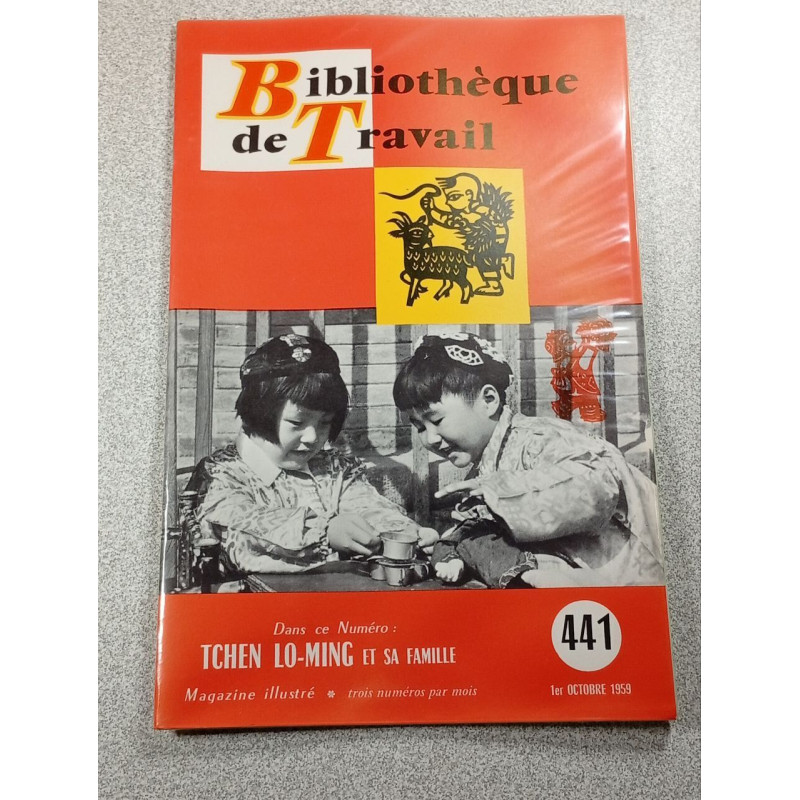 Bibliothèque
de Travail
Dans ce Numéro :
TCHEN LO-MING ET SA FAMILLE
441
Magazine illustré * trois numéros par mois
1er OCTOBRE 1959